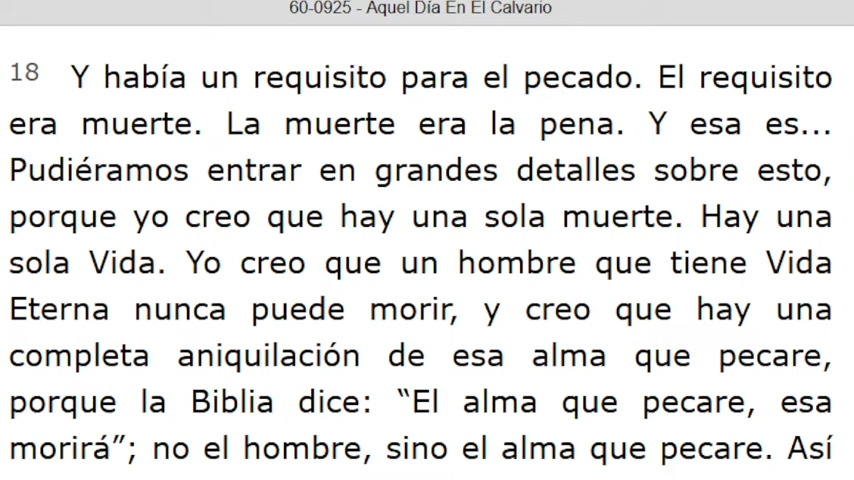 60-0925 - Aquel Día En El Calvario
18 Y había un requisito para el pecado. El requisito
era muerte. La muerte era la pena. Y esa es...
Pudiéramos entrar en grandes detalles sobre esto,
porque yo creo que hay una sola muerte. Hay una
sola Vida. Yo creo que un hombre que tiene Vida
Eterna nunca puede morir, y creo que hay una
completa aniquilación de esa alma que pecare,
porque la Biblia dice: “El alma que pecare, esa
morirá”; no el hombre, sino el alma que pecare. Así